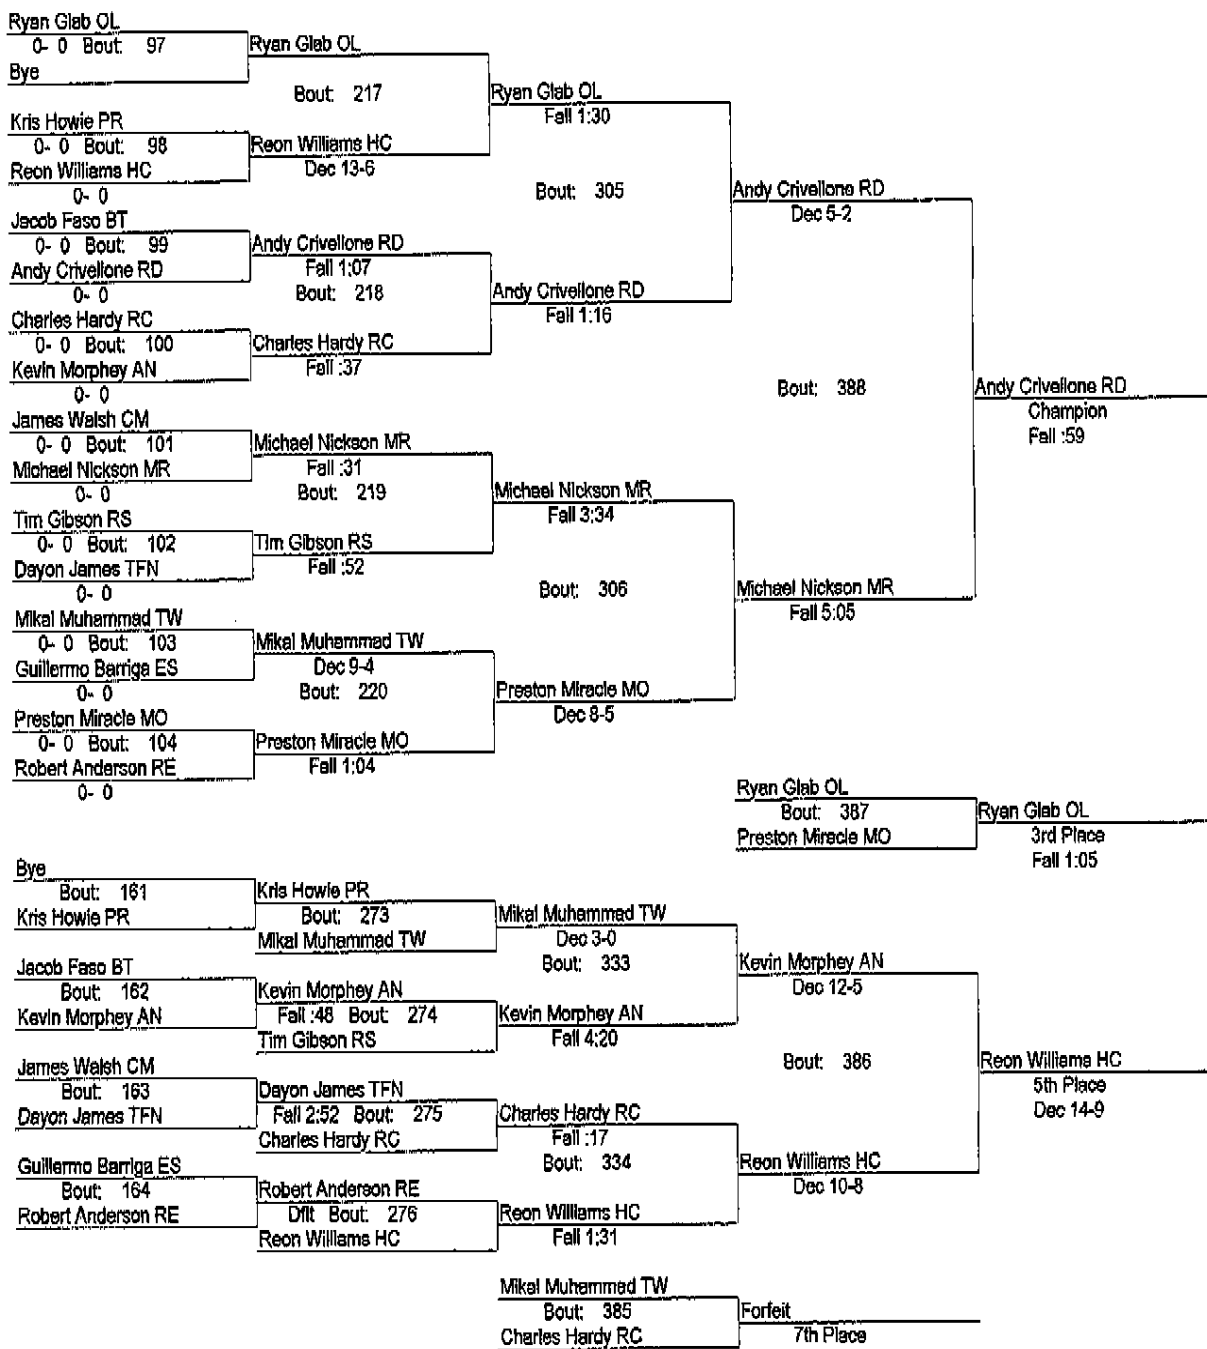 Ryan Glab OL
0- 0 Bout: 97
Ryan Glab OL
Bye
Bout: 217
Ryan Glab OL
Fall 1:30
Kris Howie PR
0- 0 Bout: 98
Reon Williams HC
Reon Williams HC
Dec 13-6
0- 0
Bout: 305
Andy Crivellone RD
Dec 5-2
Jacob Faso BT
0- 0 Bout: 99
Andy Crivellone RD
Andy Crivellone RD
Fall 1:07
0- 0
Bout: 218
Andy Crivellone RD
Fall 1:16
Charles Hardy RC
0- 0 Bout: 100
Charles Hardy RC
Kevin Morphey AN
Fall :37
0- 0
Bout: 388
Andy Crivellone RD
Champion
Fall :59
James Walsh CM
0- 0 Bout: 101
Michael Nickson MR
Michael Nickson MR
Fall :31
0- 0
Bout: 219
Michael Nickson MR
Fall 3:34
Tim Gibson RS
0- 0 Bout: 102
Tim Gibson RS
Dayon James TFN
Fall :52
0- 0
Bout: 306
Michael Nickson MR
Fall 5:05
Mikal Muhammad TW
0- 0 Bout: 103
Mikal Muhammad TW
Guillermo Barriga ES
Dec 9-4
0- 0
Bout: 220
Preston Miracle MO
Dec 8-5
Preston Miracle MO
0- 0 Bout: 104
Preston Miracle MO
Robert Anderson RE
Fall 1:04
0- 0
Ryan Glab OL
Bout: 387
Preston Miracle MO
Ryan Glab OL
3rd Place
Fall 1:05
Bye
Bout: 161
Kris Howie PR
Kris Howie PR
Bout: 273
Mikal Muhammad TW
Mikal Muhammad TW
Dec 3-0
Bout: 333
Kevin Morphey AN
Dec 12-5
Jacob Faso BT
Bout: 162
Kevin Morphey AN
Kevin Morphey AN
Fall :48 Bout: 274
Tim Gibson RS
Kevin Morphey AN
Fall 4:20
Bout: 386
Reon Williams HC
5th Place
Dec 14-9
James Walsh CM
Bout: 163
Dayon James TFN
Dayon James TFN
Fall 2:52 Bout: 275
Charles Hardy RC
Charles Hardy RC
Fall :17
Bout: 334
Reon Williams HC
Dec 10-8
Guillermo Barriga ES
Bout: 164
Robert Anderson RE
Robert Anderson RE
Dflt Bout: 276
Reon Williams HC
Reon Williams HC
Fall 1:31
Mikal Muhammad TW
Bout: 385
Charles Hardy RC
Forfeit
7th Place